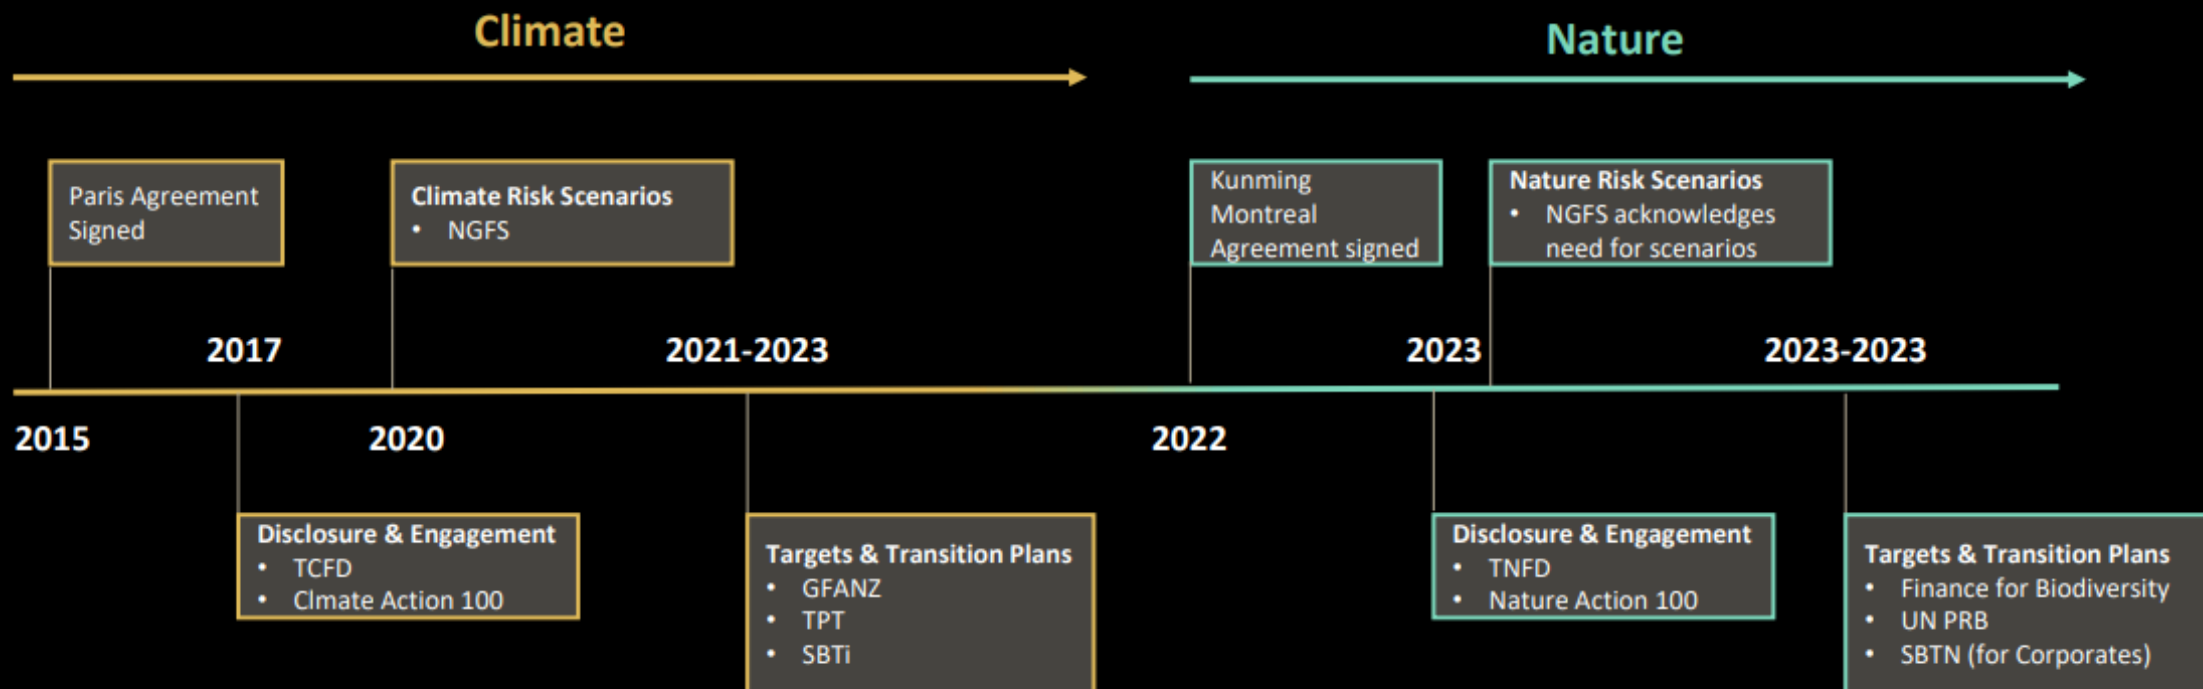 Climate
Nature
Paris Agreement
Signed
Climate Risk Scenarios
• NGFS
Kunming
Montreal
Agreement signed
Nature Risk Scenarios
• NGFS acknowledges
need for scenarios
2017
2021-2023
2023
2023-2023
2015
2020
2022
Disclosure & Engagement
• TCFD
• Clmate Action 100
Targets & Transition Plans
• GFANZ
• TPT
• SBTi
Disclosure & Engagement
• TNFD
• Nature Action 100
Targets & Transition Plans
• Finance for Biodiversity
• UN PRB
• SBTN (for Corporates)